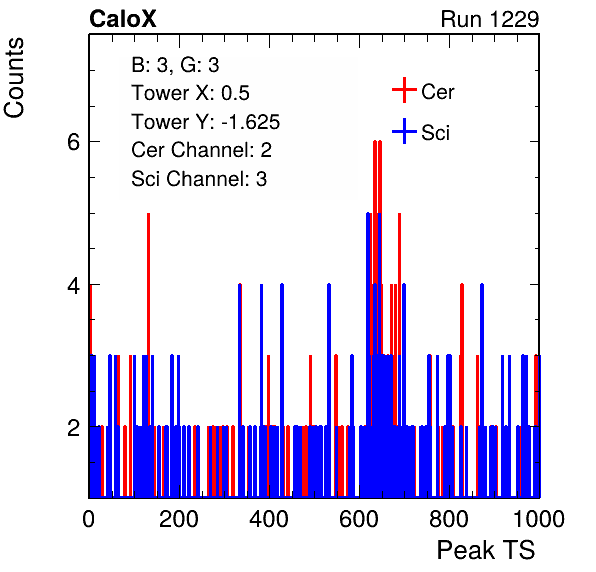 CaloX Run 1229
Counts
B: 3, G: 3
Tower X: 0.5
Tower Y: -1.625
Cer Channel: 2
Sci Channel: 3
Cer
Sci
6
4
2
0 200 400 600 800 1000
Peak TS